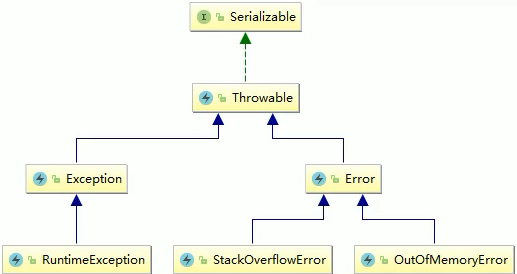 I Serializable
Throwable
Exception
Error
RuntimeException
StackOverflowError
OutOfMemoryError